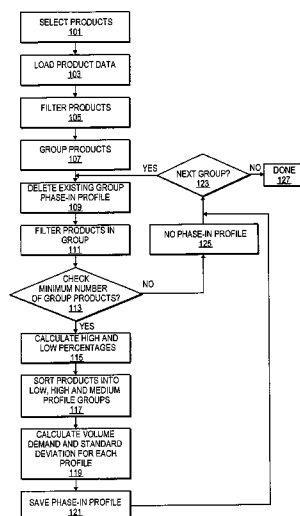 SELECT PRODUCTS
101
LOAD PRODUCT DATA
103
FILTER PRODUCTS
105
GROUP PRODUCTS
107
YES
NEXT GROUP?
123
NO
DONE
127
DELETE EXISTING GROUP
PHASE-IN PROFILE
109
FILTER PRODUCTS IN
GROUP
111
NO PHASE-IN PROFILE
125
CHECK
MINIMUM NUMBER
OF GROUP PRODUCTS?
113
NO
YES
CALCULATE HIGH AND
LOW PERCENTAGES
115
SORT PRODUCTS INTO
LOW, HIGH AND MEDIUM
PROFILE GROUPS
117
CALCULATE VOLUME
DEMAND AND STANDARD
DEVIATION FOR EACH
PROFILE
119
SAVE PHASE-IN PROFILE
121